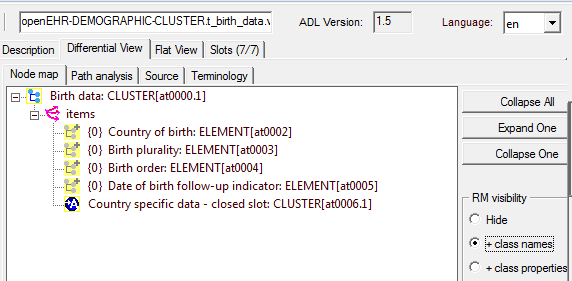 openEHR-DEMOGRAPHIC-CLUSTER.t_birth_data.v ADL Version: 1.5 Language: en
Description Differential View Flat View Slots (7/7)
Node map Path analysis Source Terminology
Birth data: CLUSTER[at0000.1]
items
{0} Country of birth: ELEMENT[at0002]
{0} Birth plurality: ELEMENT[at0003]
{0} Birth order: ELEMENT[at0004]
{0} Date of birth follow-up indicator: ELEMENT[at0005]
Country specific data - closed slot: CLUSTER[at0006.1]
Collapse All
Expand One
Collapse One
RM visibility
Hide
+ class names
+ class properties